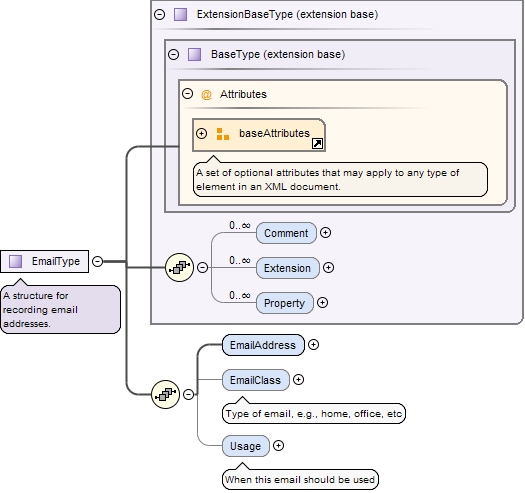 ExtensionBaseType (extension base)
BaseType (extension base)
@ Attributes
baseAttributes
A set of optional attributes that may apply to any type of
element in an XML document.
0..∞
Comment
0..∞
Extension
0..∞
Property
EmailType
A structure for
recording email
addresses.
EmailAddress
EmailClass
Type of email, e.g., home, office, etc
Usage
When this email should be used